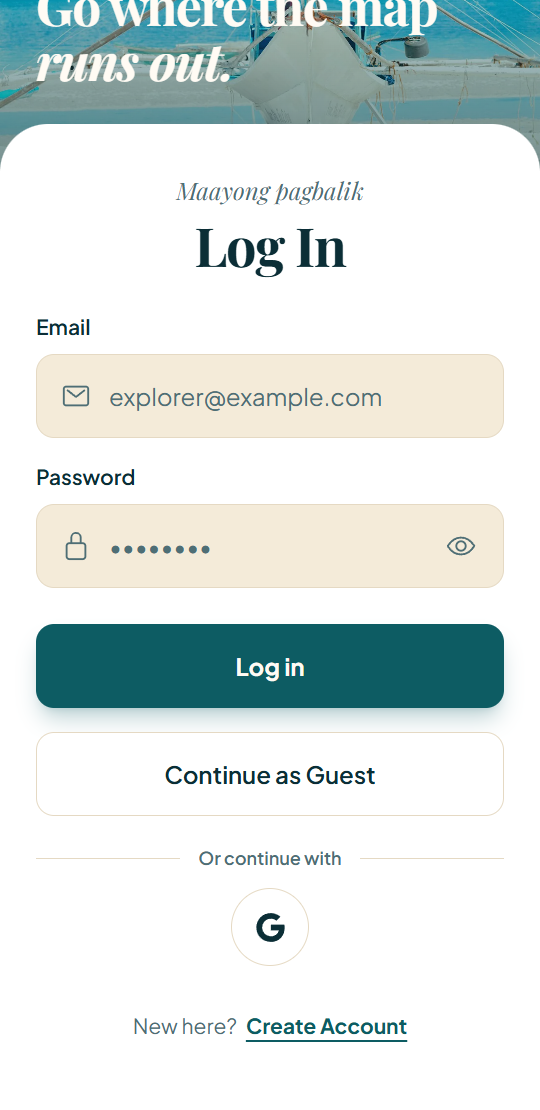 Go where the map
runs out.
Maayong pagbalik
Log In
Email
explorer@example.com
Password
Log in
Continue as Guest
Or continue with
G
New here? Create Account